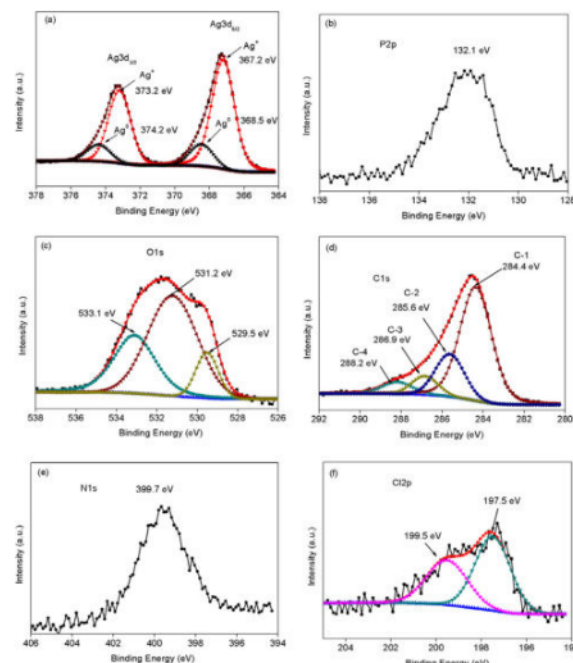 (a)
Ag3d3/2
Ag3d5/2
Ag+
373.2 eV
Ag+
367.2 eV
Ag0
374.2 eV
Ag0
368.5 eV
Intensity (a.u.)
378 376 374 372 370 368 366 364
Binding Energy (eV)
(b)
P2p
132.1 eV
Intensity (a.u.)
138 136 134 132 130 128
Binding Energy (eV)
(c)
O1s
531.2 eV
533.1 eV
529.5 eV
Intensity (a.u.)
538 536 534 532 530 528 526
Binding Energy (eV)
(d)
C1s
C-1
284.4 eV
C-2
285.6 eV
C-3
286.9 eV
C-4
288.2 eV
Intensity (a.u.)
292 290 288 286 284 282 280
Binding Energy (eV)
(e)
N1s
399.7 eV
Intensity (a.u.)
406 404 402 400 398 396 394
Binding Energy (eV)
(f)
Cl2p
197.5 eV
199.5 eV
Intensity (a.u.)
204 202 200 198 196 194
Binding Energy (eV)